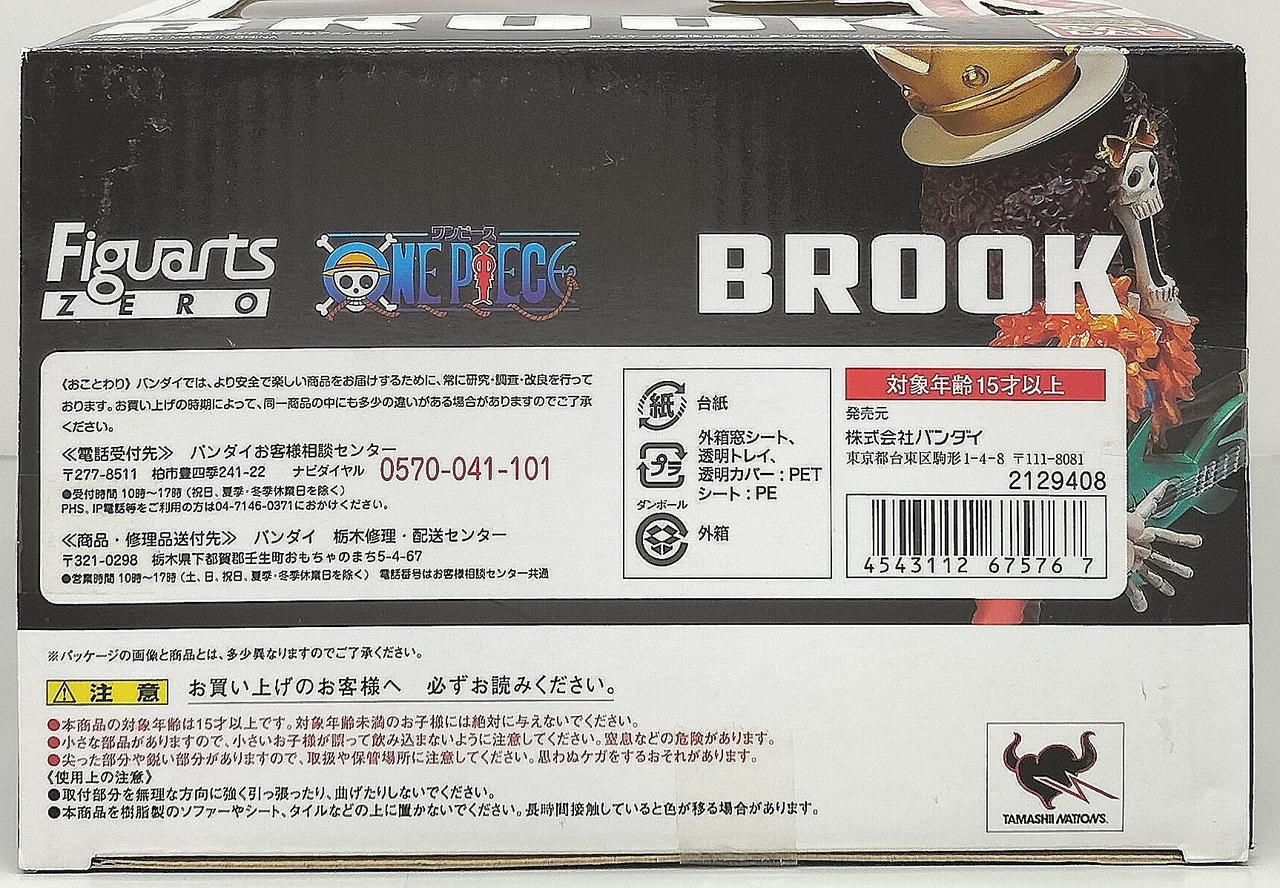 BROOK
Figuarts
ZERO
ワンピース
ONE PIECE
BROOK
《おことわり》バンダイでは、より安全で楽しい商品をお届けするために、常に研究・調査・改良を行って
おります。お買い上げの時期によって、同一商品の中にも多少の違いがある場合がありますのでご了承
ください。
≪電話受付先≫ バンダイお客様相談センター
〒277-8511 柏市豊四季241-22 ナビダイヤル 0570-041-101
●受付時間 10時〜17時(祝日、夏季・冬季休業日を除く)
PHS、IP電話等をご利用の方は04-7146-0371におかけください。
≪商品・修理品送付先≫ バンダイ 栃木修理・配送センター
〒321-0298 栃木県下都賀郡壬生町おもちゃのまち5-4-67
●営業時間 10時〜17時(土、日、祝日、夏季・冬季休業日を除く) 電話番号はお客様相談センター共通
紙 台紙
プラ
外箱窓シート、
透明トレイ、
透明カバー：PET
シート：PE
ダンボール
外箱
対象年齢15才以上
発売元
株式会社バンダイ
東京都台東区駒形1-4-8 〒111-8081
2129408
4543112 67576 7
※パッケージの画像と商品とは、多少異なりますのでご了承ください。
注 意 お買い上げのお客様へ 必ずお読みください。
●本商品の対象年齢は15才以上です。対象年齢未満のお子様には絶対に与えないでください。
●小さな部品がありますので、小さいお子様が誤って飲み込まないように注意してください。窒息などの危険があります。
●尖った部分や鋭い部分がありますので、取扱や保管場所に注意してください。思わぬケガをするおそれがあります。
《使用上の注意》
●取付部分を無理な方向に強く引っ張ったり、曲げたりしないでください。
●本商品を樹脂製のソファーやシート、タイルなどの上に置かないでください。長時間接触していると色が移る場合があります。
TAMASHII NATIONS